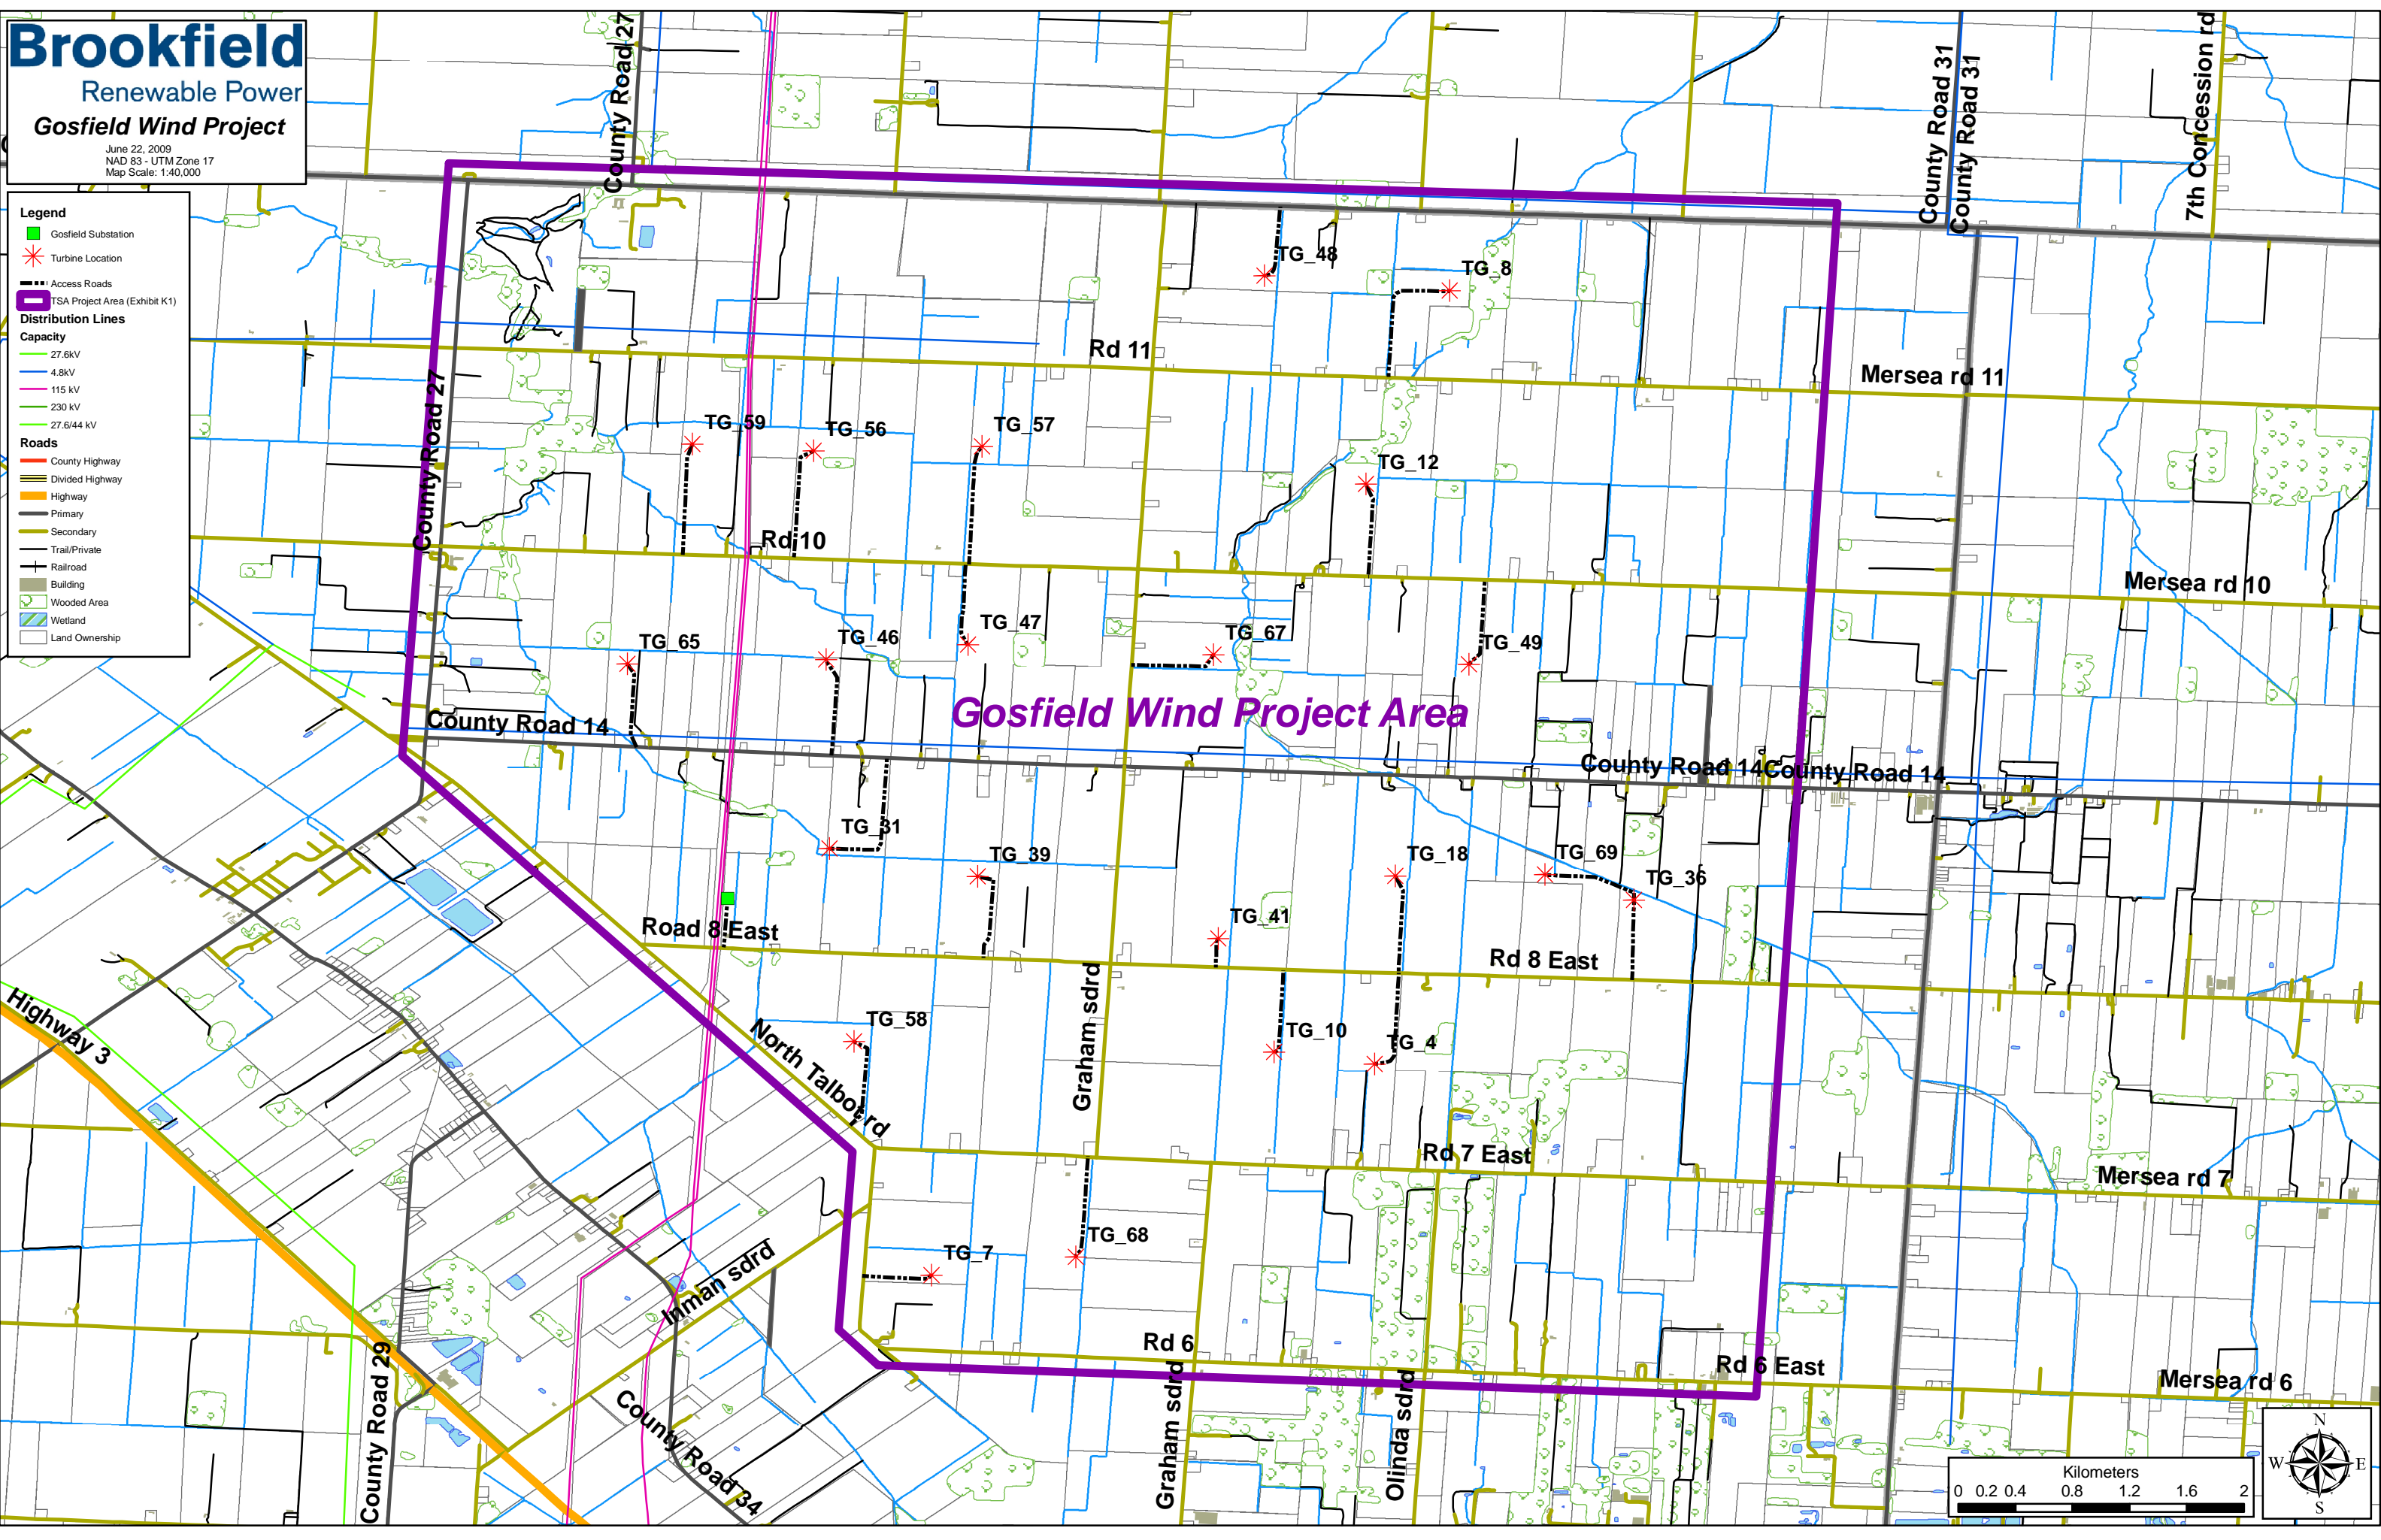 Brookfield
Renewable Power
Gosfield Wind Project
June 22, 2009
NAD 83 - UTM Zone 17
Map Scale: 1:40,000
Legend
Gosfield Substation
Turbine Location
Access Roads
TSA Project Area (Exhibit K1)
Distribution Lines
Capacity
27.6kV
4.8kV
115 kV
230 kV
27.6/44 kV
Roads
County Highway
Divided Highway
Highway
Primary
Secondary
Trail/Private
Railroad
Building
Wooded Area
Wetland
Land Ownership
County Road 27
County Road 31
County Road 31
7th Concession rd
TG_48
TG_8
Rd 11
Mersea rd 11
County Road 27
TG_59
TG_56
TG_57
TG_12
Rd 10
Mersea rd 10
TG_65
TG_46
TG_47
TG_67
TG_49
Gosfield Wind Project Area
County Road 14
County Road 14
County Road 14
TG_31
TG_39
TG_18
TG_69
TG_36
TG_41
Road 8 East
Rd 8 East
Highway 3
TG_58
North Talbot rd
Graham sdrd
TG_10
TG_4
Rd 7 East
Mersea rd 7
TG_7
TG_68
Inman sdrd
Rd 6
Rd 6 East
Mersea rd 6
County Road 29
County Road 34
Graham sdrd
Olinda sdrd
Kilometers
0 0.2 0.4 0.8 1.2 1.6 2
N
W E
S